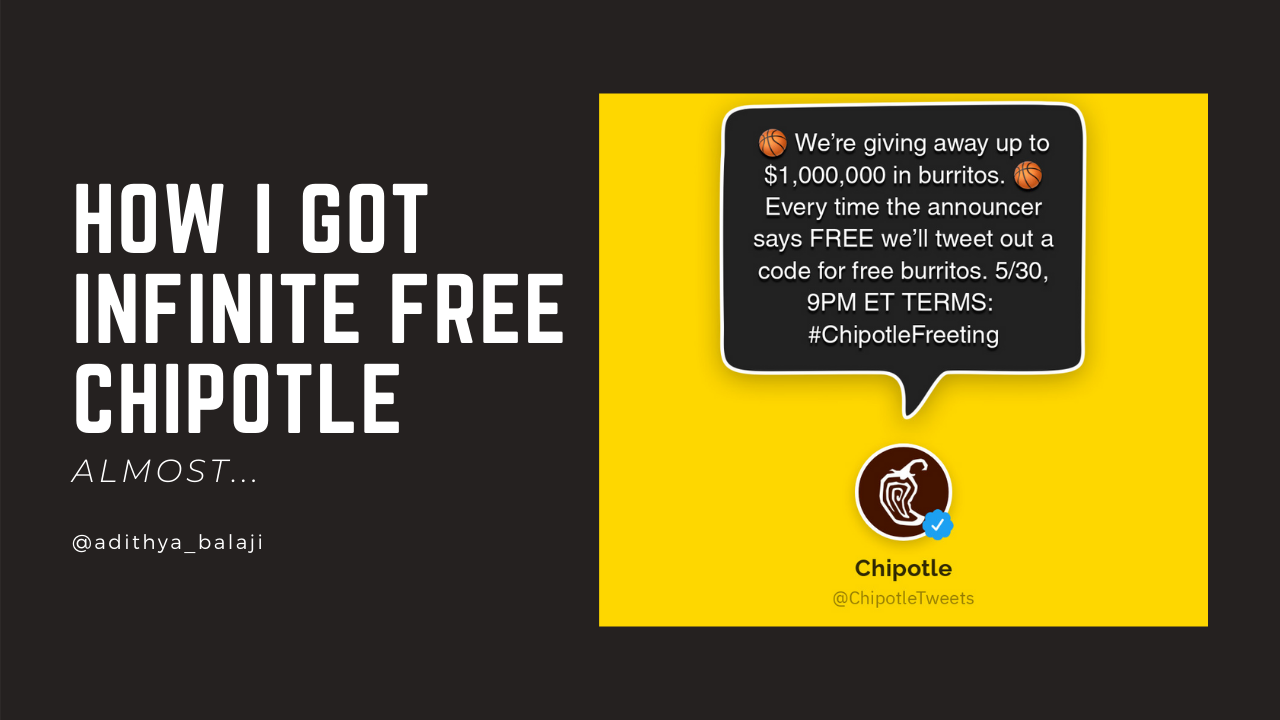 HOW I GOT
INFINITE FREE
CHIPOTLE
ALMOST...
@adithya_balaji
🏀 We’re giving away up to
$1,000,000 in burritos. 🏀
Every time the announcer
says FREE we’ll tweet out a
code for free burritos. 5/30,
9PM ET TERMS:
#ChipotleFreeting
Chipotle
@ChipotleTweets